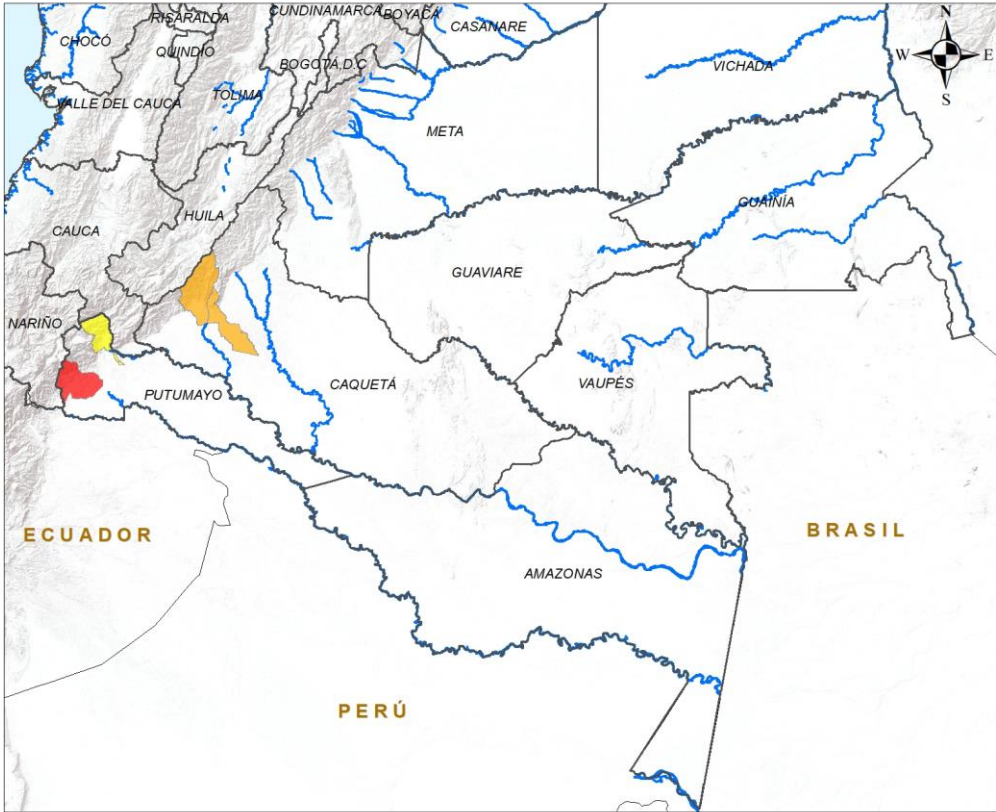 CUNDINAMARCA
BOYACÁ
RISARALDA
CASANARE
N
CHOCÓ
QUINDÍO
W
E
BOGOTÁ,D.C
VICHADA
S
TOLIMA
VALLE DEL CAUCA
META
GUAINÍA
HUILA
CAUCA
GUAVIARE
NARIÑO
CAQUETÁ
VAUPÉS
PUTUMAYO
ECUADOR
BRASIL
AMAZONAS
PERÚ